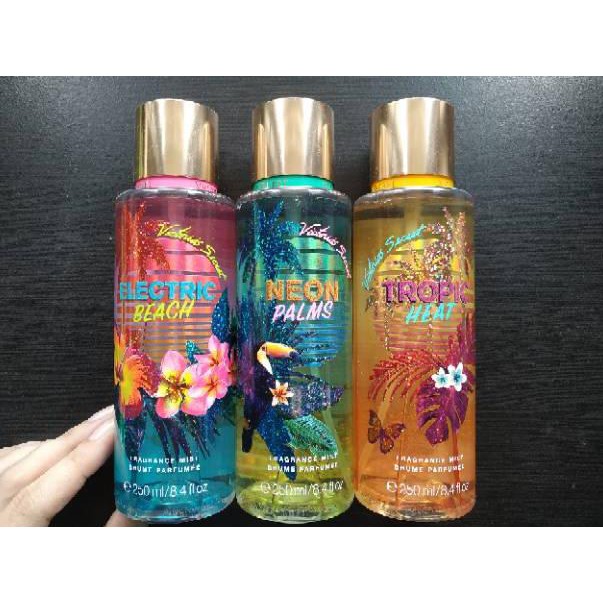 Victoria's Secret
ELECTRIC
BEACH
FRAGRANCE MIST
BRUME PARFUMÉE
℮ 250 ml/8.4 fl oz
Victoria's Secret
NEON
PALMS
FRAGRANCE MIST
BRUME PARFUMÉE
℮ 250 ml/8.4 fl oz
Victoria's Secret
TROPIC
HEAT
FRAGRANCE MIST
BRUME PARFUMÉE
℮ 250 ml/8.4 fl oz